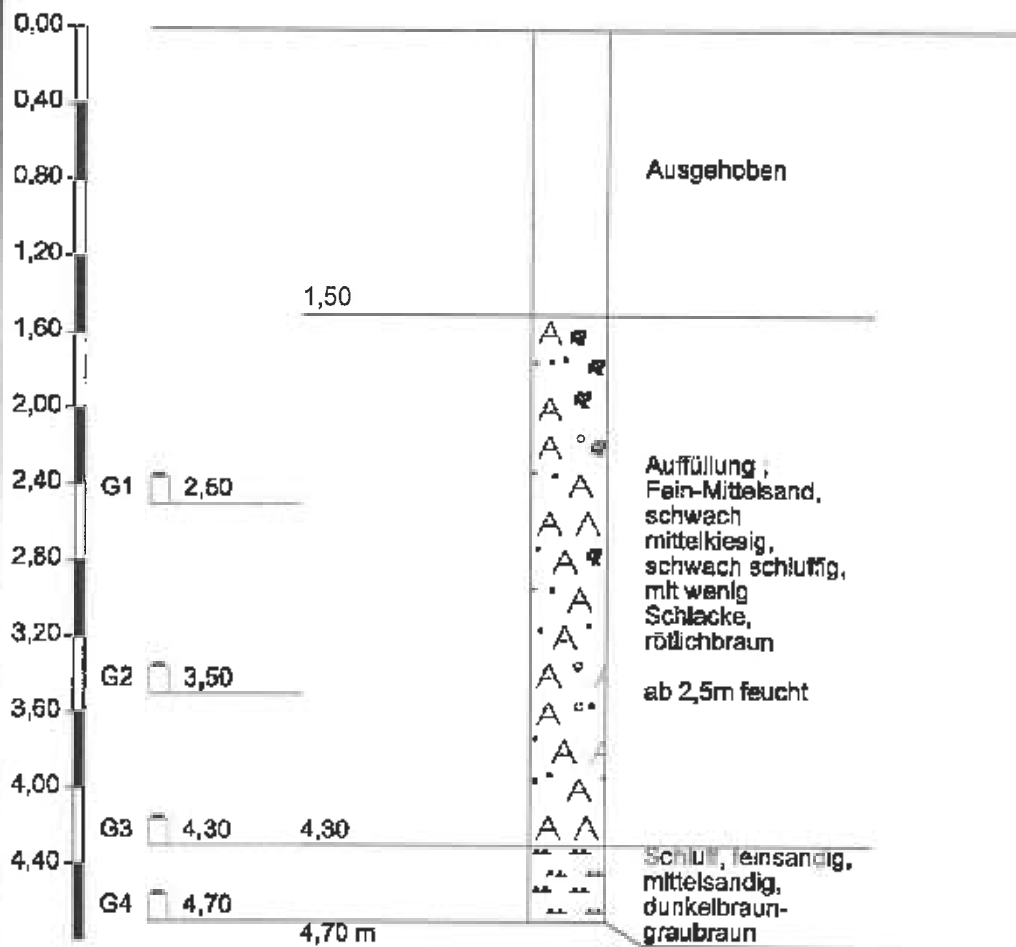 0,00
0,40
0,80
Ausgehoben
1,20
1,50
1,60
2,00
2,40
G1 2,50
Auffüllung ;
Fein-Mittelsand,
schwach
mittelkiesig,
schwach schluffig,
mit wenig
Schlacke,
rötlichbraun
2,80
3,20
G2 3,50
ab 2,5m feucht
3,60
4,00
G3 4,30 4,30
4,40
Schluff, feinsandig,
mittelsandig,
dunkelbraun-
graubraun
G4 4,70
4,70 m